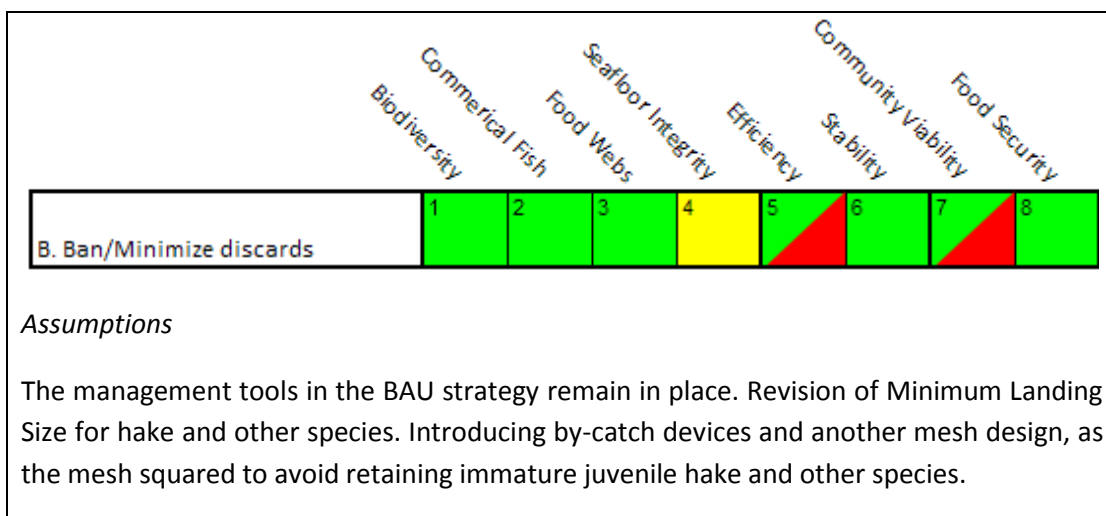 Biodiversity
Commerical Fish
Food Webs
Seafloor Integrity
Efficiency
Stability
Community Viability
Food Security
1 2 3 4 5 6 7 8
B. Ban/Minimize discards
Assumptions
The management tools in the BAU strategy remain in place. Revision of Minimum Landing
Size for hake and other species. Introducing by-catch devices and another mesh design, as
the mesh squared to avoid retaining immature juvenile hake and other species.